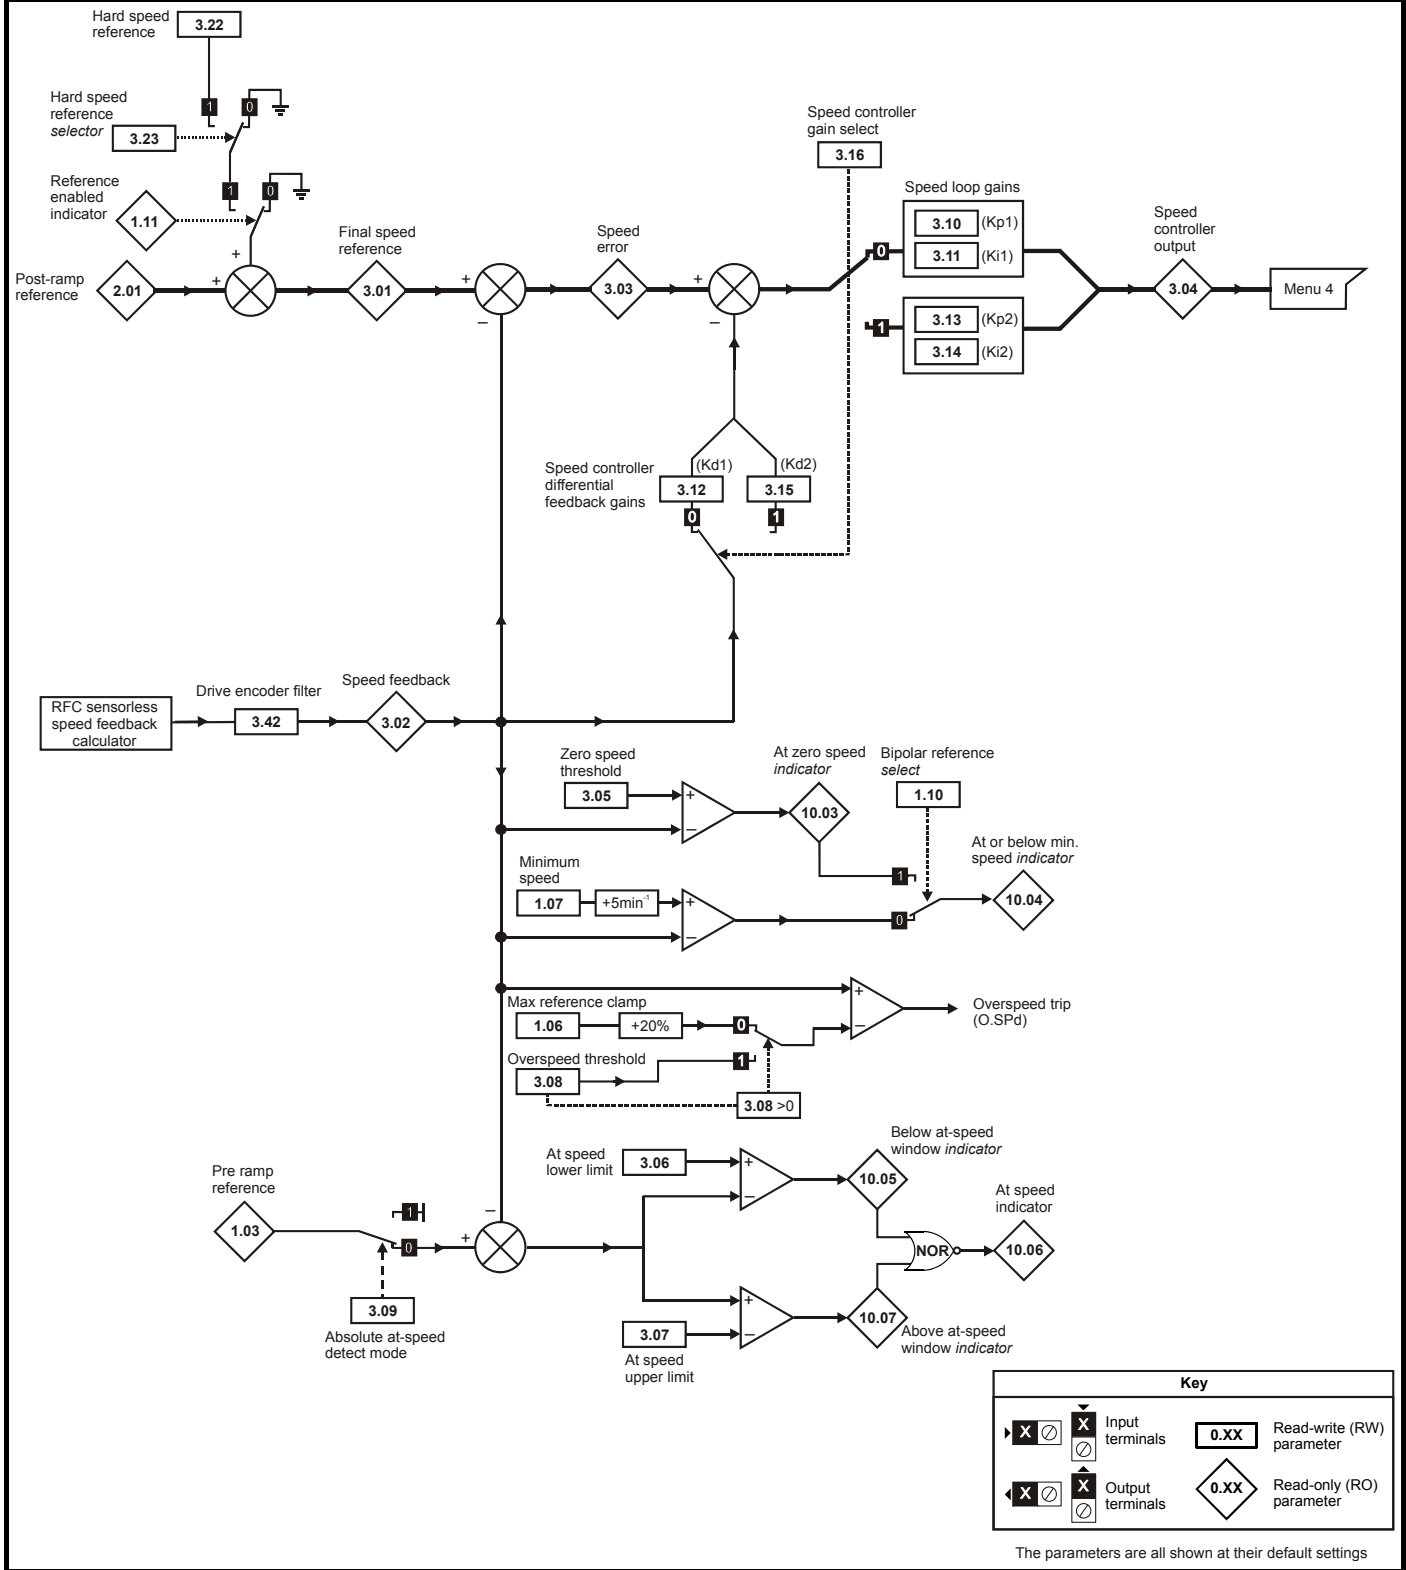 Hard speed
reference
3.22
1
0
Hard speed
reference
selector
3.23
1
0
Reference
enabled
indicator
1.11
Post-ramp
reference
2.01
+
+
Final speed
reference
3.01
+
–
Speed
error
3.03
+
–
Speed controller
gain select
3.16
Speed loop gains
0
3.10 (Kp1)
3.11 (Ki1)
1
3.13 (Kp2)
3.14 (Ki2)
Speed
controller
output
3.04
Menu 4
Speed controller
differential
feedback gains
(Kd1)
3.12
0
(Kd2)
3.15
1
RFC sensorless
speed feedback
calculator
Drive encoder filter
3.42
Speed feedback
3.02
Zero speed
threshold
3.05
+
–
At zero speed
indicator
10.03
Bipolar reference
select
1.10
1
0
At or below min.
speed indicator
10.04
Minimum
speed
1.07
+5min-1
+
–
Max reference clamp
1.06
+20%
0
Overspeed threshold
3.08
1
3.08 >0
+
–
Overspeed trip
(O.SPd)
Pre ramp
reference
1.03
1
0
3.09
Absolute at-speed
detect mode
+
–
At speed
lower limit
3.06
+
–
Below at-speed
window indicator
10.05
NOR
At speed
indicator
10.06
3.07
At speed
upper limit
+
–
10.07
Above at-speed
window indicator
Key
X
X
Input
terminals
0.XX
Read-write (RW)
parameter
X
X
Output
terminals
0.XX
Read-only (RO)
parameter
The parameters are all shown at their default settings